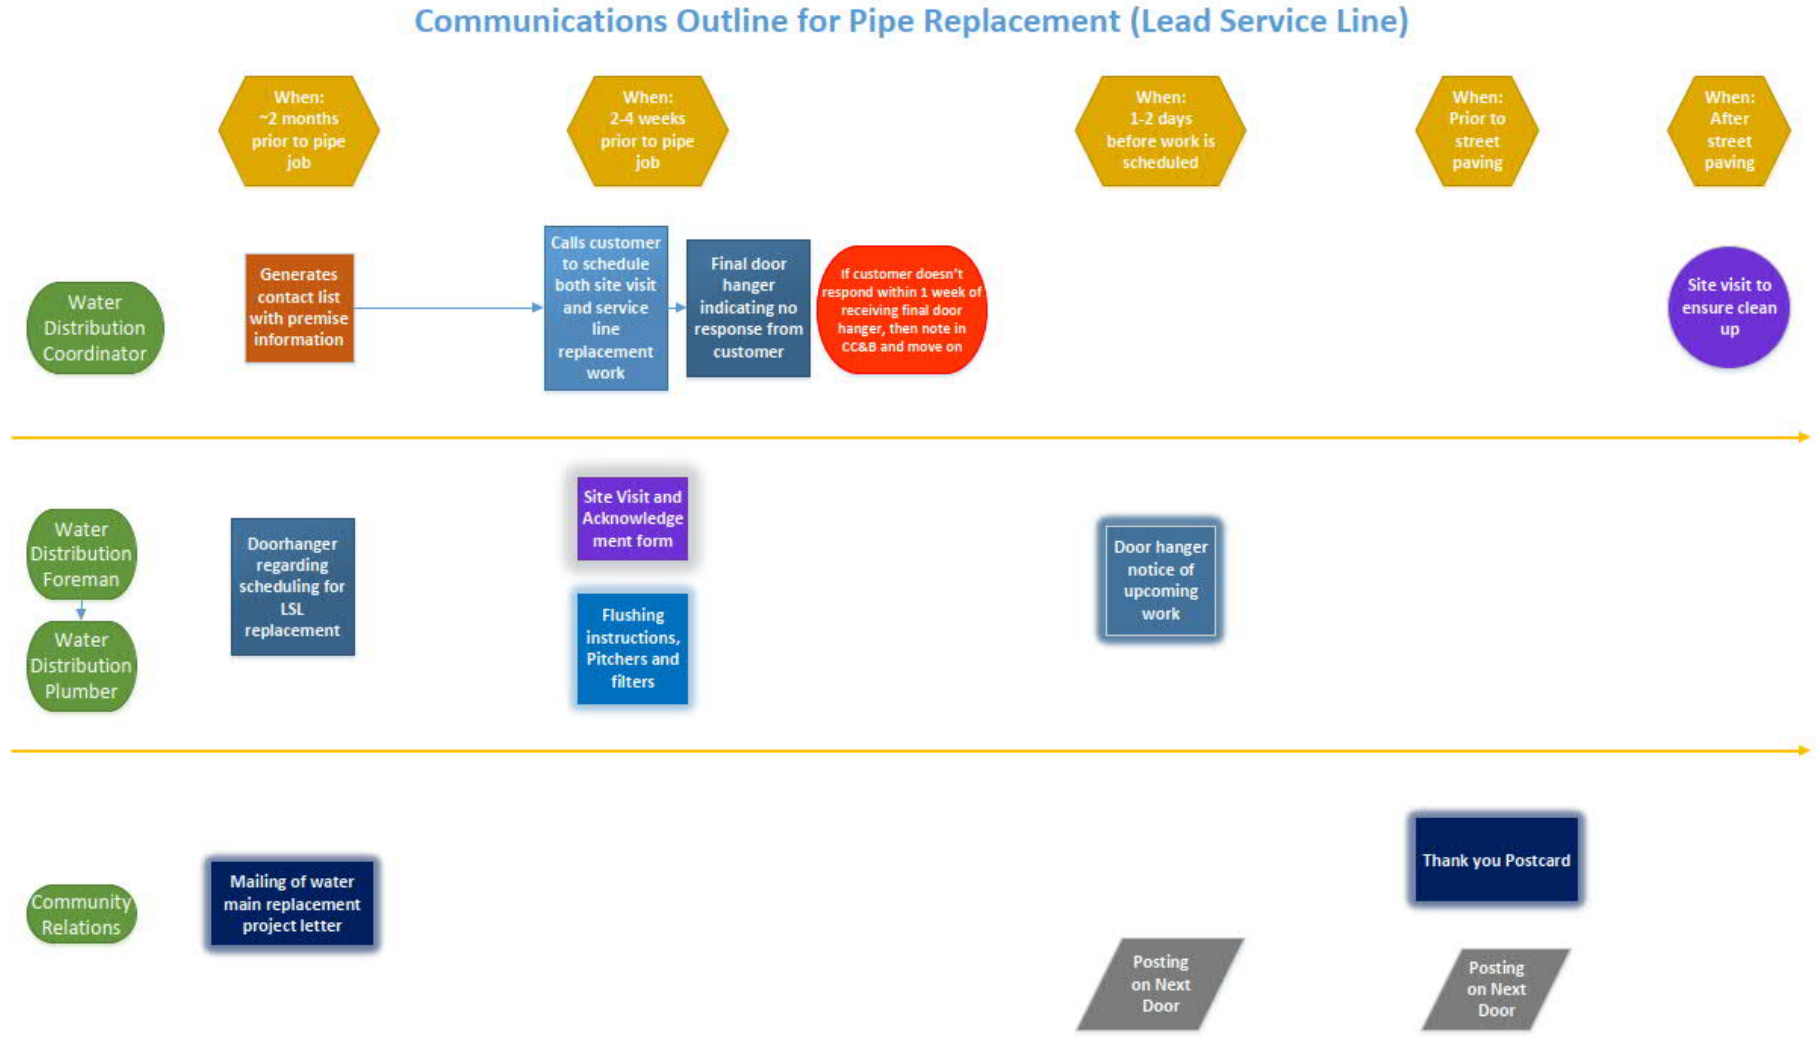 Communications Outline for Pipe Replacement (Lead Service Line)
When:
~2 months
prior to pipe
job
When:
2-4 weeks
prior to pipe
job
When:
1-2 days
before work is
scheduled
When:
Prior to
street
paving
When:
After
street
paving
Water
Distribution
Coordinator
Generates
contact list
with premise
information
Calls customer
to schedule
both site visit
and service
line
replacement
work
Final door
hanger
indicating no
response from
customer
If customer doesn't
respond within 1 week of
receiving final door
hanger, then note in
CC&B and move on
Site visit to
ensure clean
up
Water
Distribution
Foreman
Water
Distribution
Plumber
Doorhanger
regarding
scheduling for
LSL
replacement
Site Visit and
Acknowledge
ment form
Flushing
instructions,
Pitchers and
filters
Door hanger
notice of
upcoming
work
Community
Relations
Mailing of water
main replacement
project letter
Thank you Postcard
Posting
on Next
Door
Posting
on Next
Door